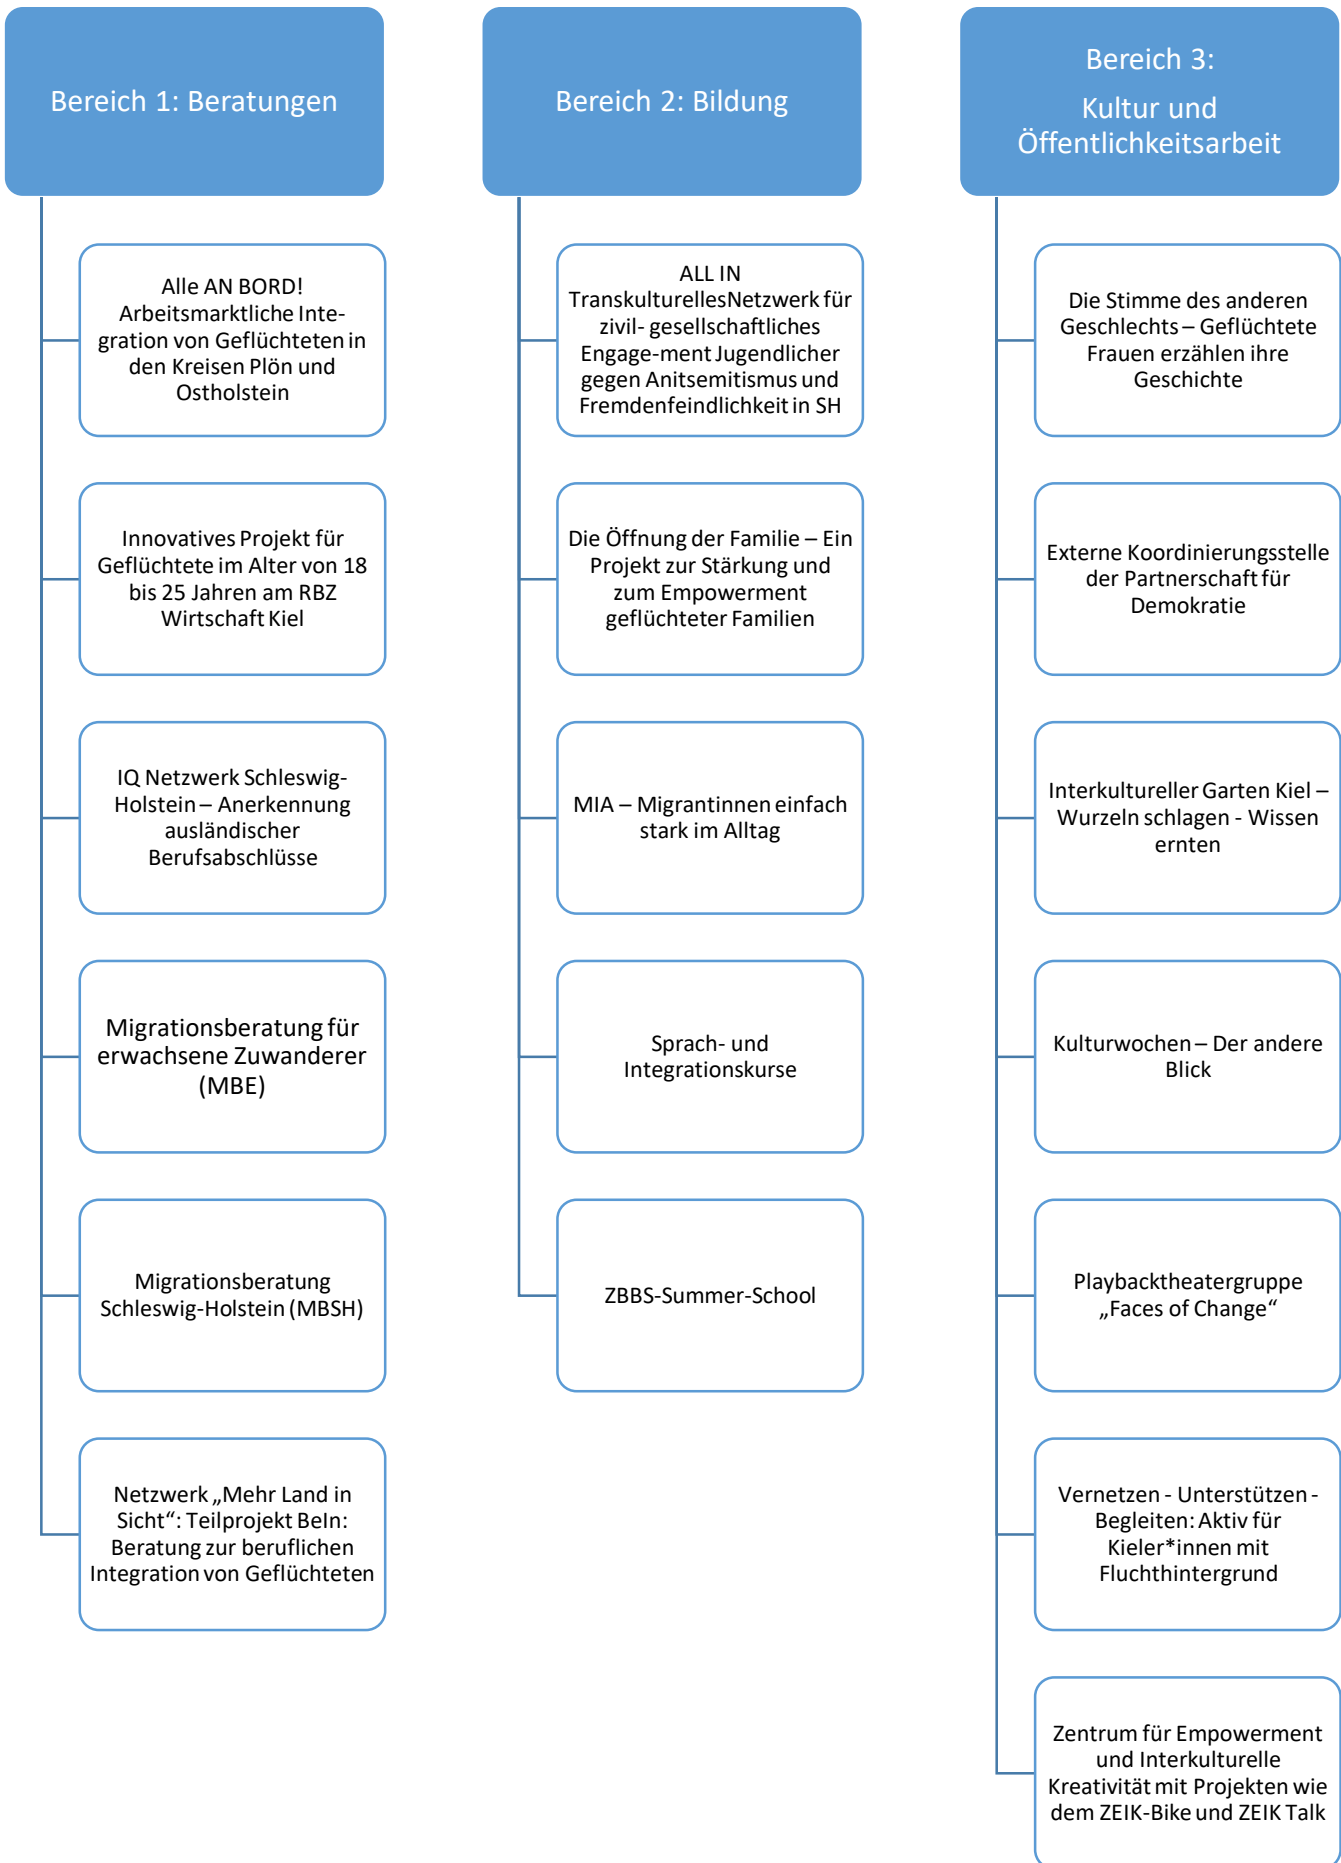 Bereich 1: Beratungen
Alle AN BORD!
Arbeitsmarktliche Inte-
gration von Geflüchteten in
den Kreisen Plön und
Ostholstein
Innovatives Projekt für
Geflüchtete im Alter von 18
bis 25 Jahren am RBZ
Wirtschaft Kiel
IQ Netzwerk Schleswig-
Holstein – Anerkennung
ausländischer
Berufsabschlüsse
Migrationsberatung für
erwachsene Zuwanderer
(MBE)
Migrationsberatung
Schleswig-Holstein (MBSH)
Netzwerk „Mehr Land in
Sicht“: Teilprojekt BeIn:
Beratung zur beruflichen
Integration von Geflüchteten
Bereich 2: Bildung
ALL IN
TranskulturellesNetzwerk für
zivil- gesellschaftliches
Engage-ment Jugendlicher
gegen Anitsemitismus und
Fremdenfeindlichkeit in SH
Die Öffnung der Familie – Ein
Projekt zur Stärkung und
zum Empowerment
geflüchteter Familien
MIA – Migrantinnen einfach
stark im Alltag
Sprach- und
Integrationskurse
ZBBS-Summer-School
Bereich 3:
Kultur und
Öffentlichkeitsarbeit
Die Stimme des anderen
Geschlechts – Geflüchtete
Frauen erzählen ihre
Geschichte
Externe Koordinierungsstelle
der Partnerschaft für
Demokratie
Interkultureller Garten Kiel –
Wurzeln schlagen - Wissen
ernten
Kulturwochen – Der andere
Blick
Playbacktheatergruppe
„Faces of Change“
Vernetzen - Unterstützen -
Begleiten: Aktiv für
Kieler*innen mit
Fluchthintergrund
Zentrum für Empowerment
und Interkulturelle
Kreativität mit Projekten wie
dem ZEIK-Bike und ZEIK Talk